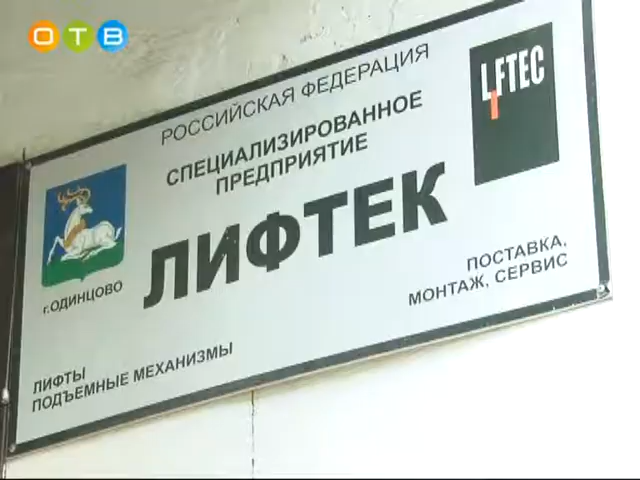 ОТВ
РОССИЙСКАЯ ФЕДЕРАЦИЯ
LIFTEC
СПЕЦИАЛИЗИРОВАННОЕ
ПРЕДПРИЯТИЕ
ЛИФТЕК
г.ОДИНЦОВО
ПОСТАВКА,
МОНТАЖ, СЕРВИС
ЛИФТЫ
ПОДЪЕМНЫЕ МЕХАНИЗМЫ